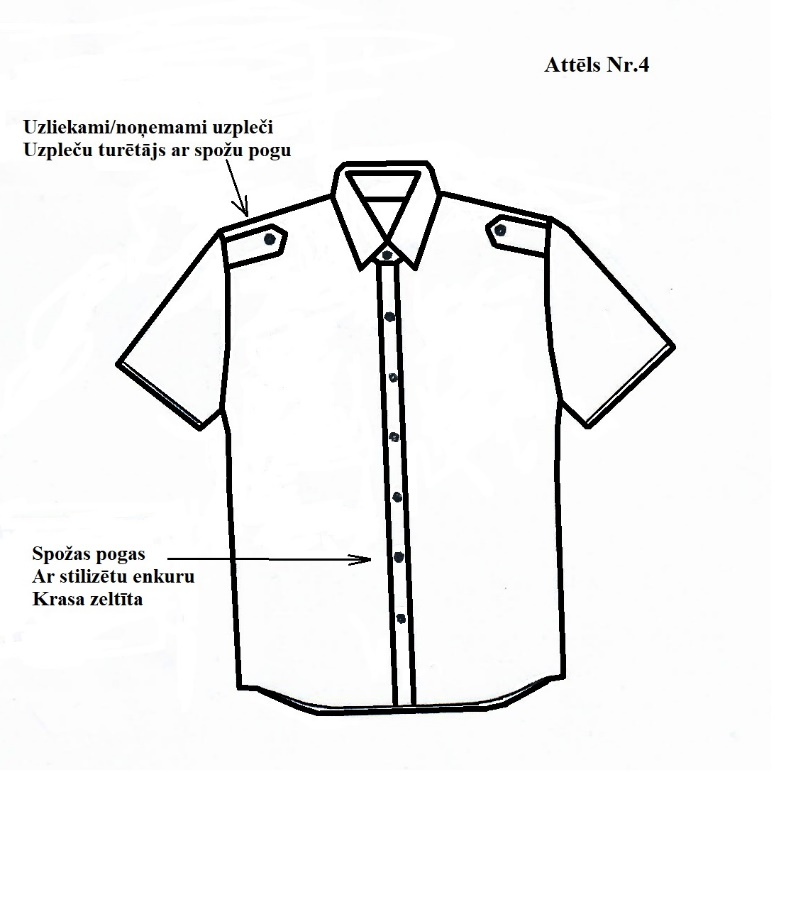 Attēls Nr.4
Uzliekami/noņemami uzpleči
Uzpleču turētājs ar spožu pogu
Spožas pogas
Ar stilizētu enkuru
Krasa zeltīta